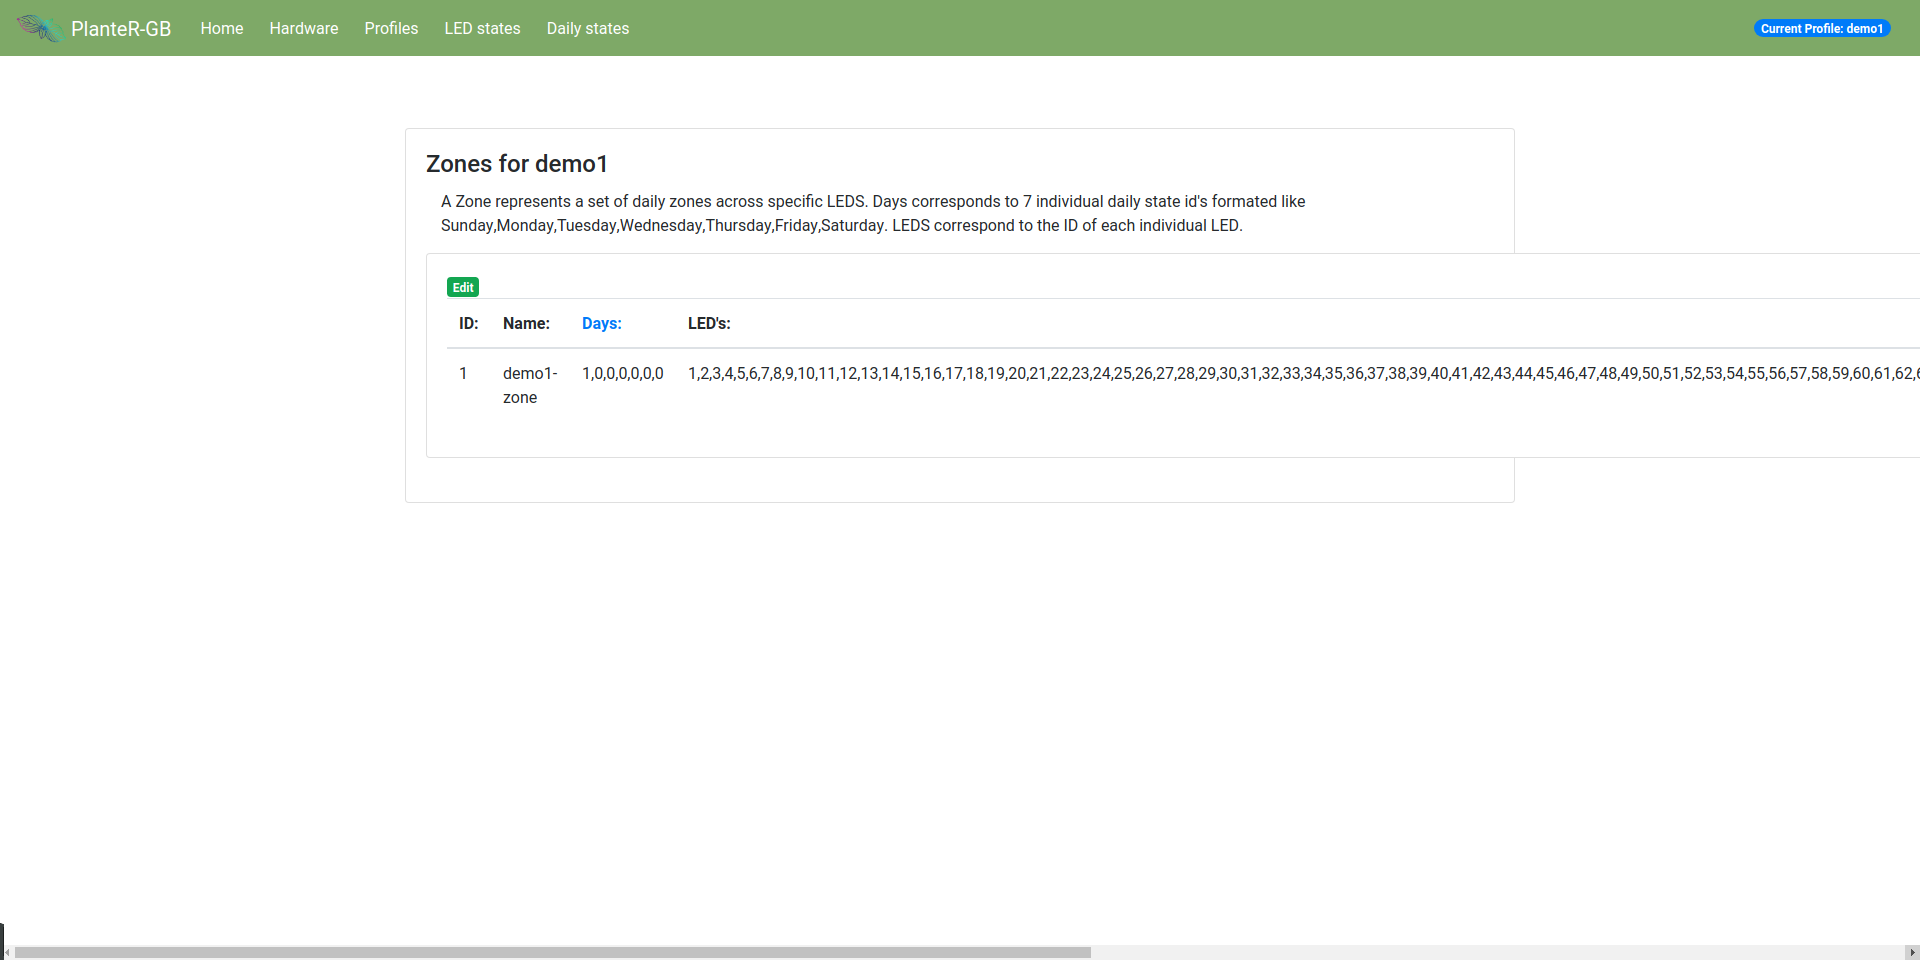 PlanteR-GB Home Hardware Profiles LED states Daily states Current Profile: demo1
Zones for demo1
A Zone represents a set of daily zones across specific LEDS. Days corresponds to 7 individual daily state id's formated like
Sunday,Monday,Tuesday,Wednesday,Thursday,Friday,Saturday. LEDS correspond to the ID of each individual LED.
Edit
ID: Name: Days: LED's:
1 demo1- 1,0,0,0,0,0,0 1,2,3,4,5,6,7,8,9,10,11,12,13,14,15,16,17,18,19,20,21,22,23,24,25,26,27,28,29,30,31,32,33,34,35,36,37,38,39,40,41,42,43,44,45,46,47,48,49,50,51,52,53,54,55,56,57,58,59,60,61,62,
zone